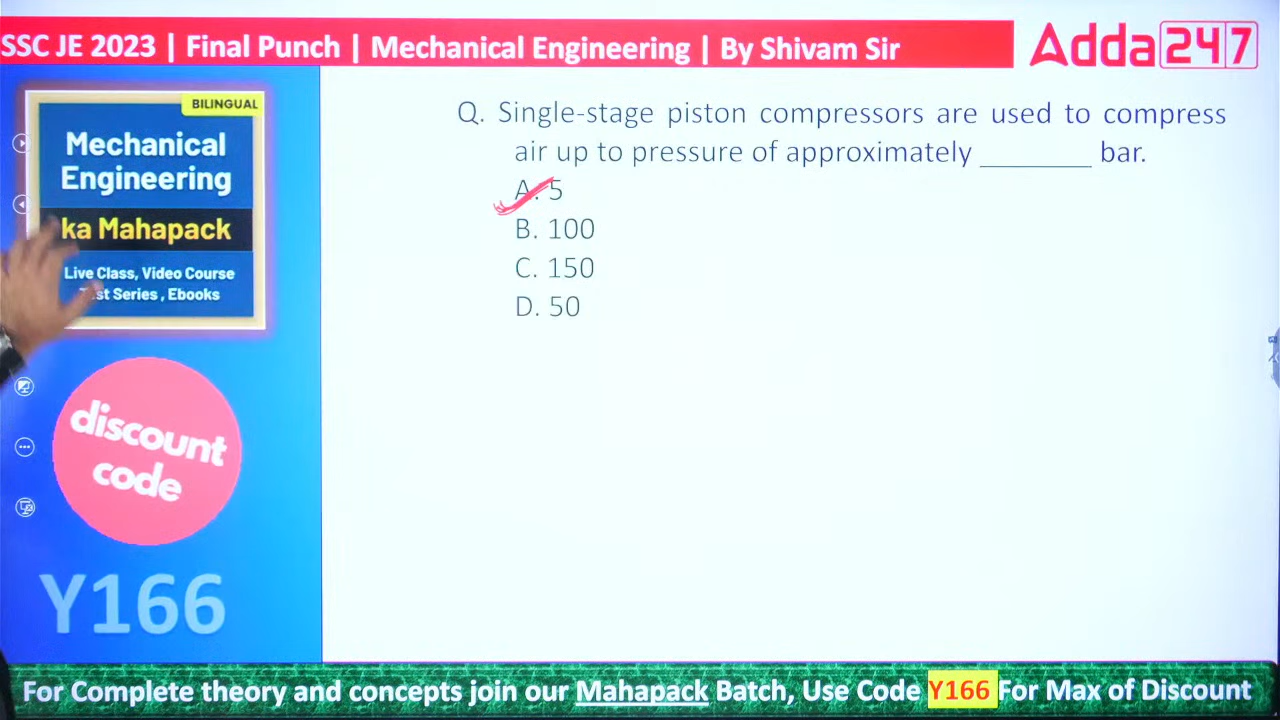 SSC JE 2023 | Final Punch | Mechanical Engineering | By Shivam Sir
Adda247
BILINGUAL
Mechanical
Engineering
ka Mahapack
Live Class, Video Course
Test Series , Ebooks
discount
code
Y166
Q. Single-stage piston compressors are used to compress
air up to pressure of approximately ________ bar.
A. 5
B. 100
C. 150
D. 50
For Complete theory and concepts join our Mahapack Batch, Use Code Y166 For Max of Discount